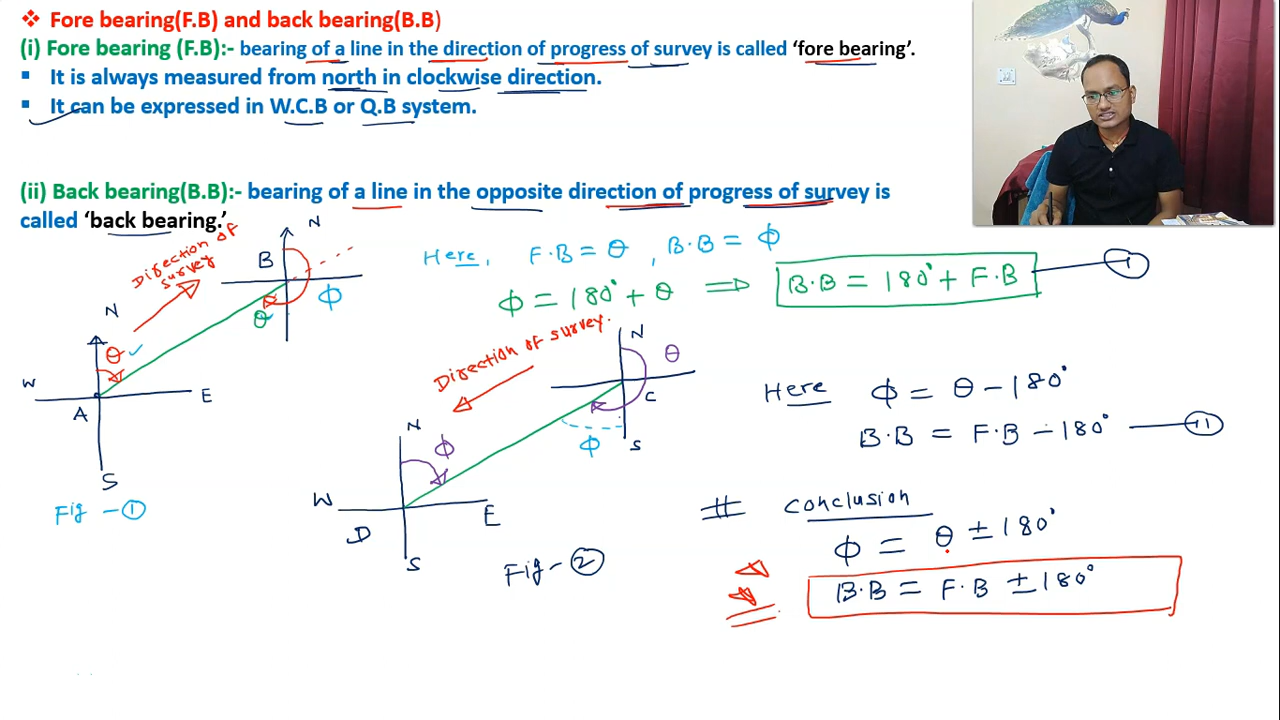 ❖ Fore bearing(F.B) and back bearing(B.B)
(i) Fore bearing (F.B):- bearing of a line in the direction of progress of survey is called ‘fore bearing’.
▪ It is always measured from north in clockwise direction.
▪ It can be expressed in W.C.B or Q.B system.
(ii) Back bearing(B.B):- bearing of a line in the opposite direction of progress of survey is
called ‘back bearing.’
Direction of
survey
N
B
θ
ϕ
N
θ
W
E
A
S
Fig -①
Here, F.B = θ , B.B = ϕ
ϕ = 180° + θ ⇒ B.B = 180° + F.B ①
Direction of survey.
N
θ
C
ϕ
S
N
ϕ
W
D
E
S
Fig-②
Here ϕ = θ - 180°
B.B = F.B - 180° ⑪
# Conclusion
ϕ = θ ± 180°
B.B = F.B ± 180°